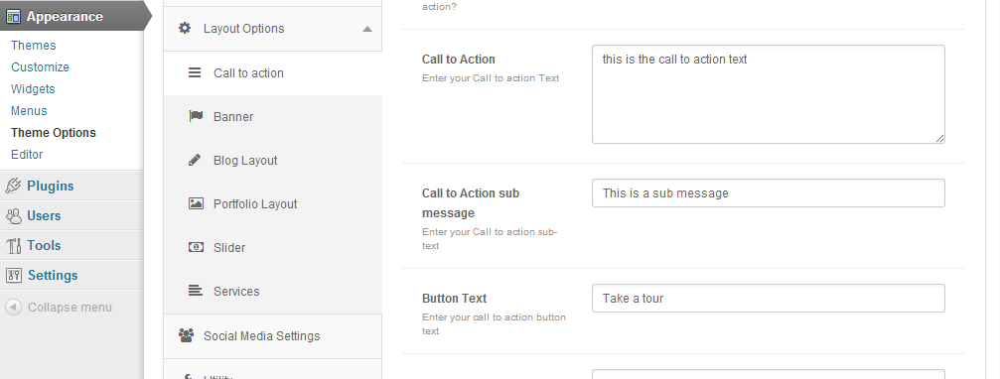 Appearance
Themes
Customize
Widgets
Menus
Theme Options
Editor
Plugins
Users
Tools
Settings
Collapse menu
Layout Options
Call to action
Banner
Blog Layout
Portfolio Layout
Slider
Services
Social Media Settings
Utility
action?
Call to Action
Enter your Call to action Text
this is the call to action text
Call to Action sub
message
Enter your Call to action sub-
text
This is a sub message
Button Text
Enter your call to action button
text
Take a tour